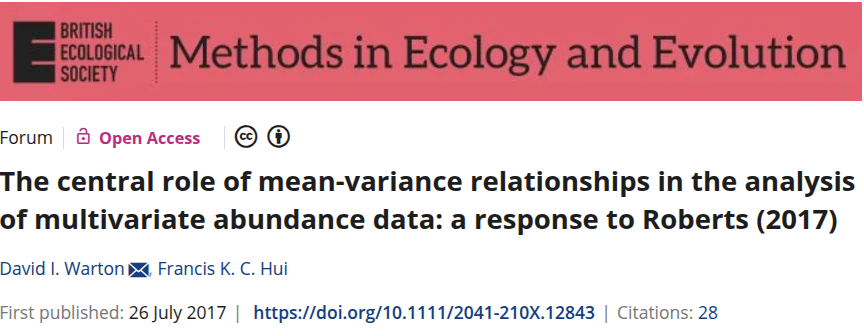 BRITISH
ECOLOGICAL
SOCIETY
Methods in Ecology and Evolution
Forum | Open Access | cc
The central role of mean-variance relationships in the analysis
of multivariate abundance data: a response to Roberts (2017)
David I. Warton, Francis K. C. Hui
First published: 26 July 2017 | https://doi.org/10.1111/2041-210X.12843 | Citations: 28